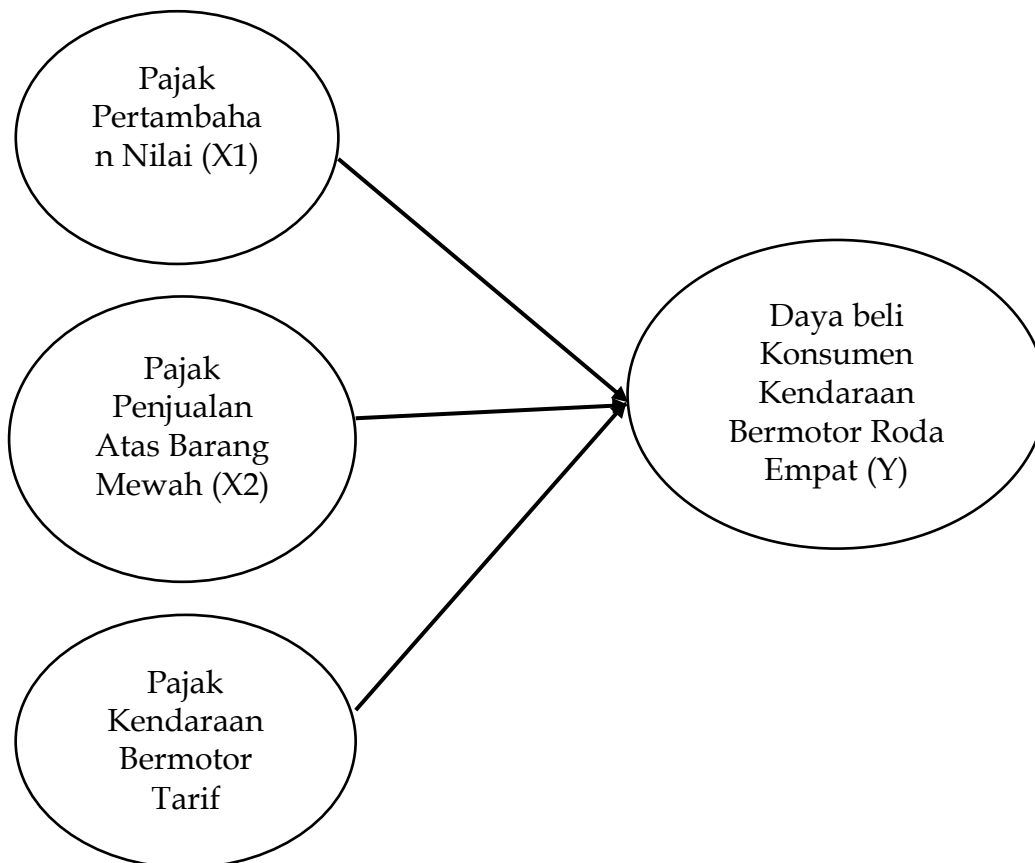 Pajak
Pertambaha
n Nilai (X1)
Pajak
Penjualan
Atas Barang
Mewah (X2)
Pajak
Kendaraan
Bermotor
Tarif
Daya beli
Konsumen
Kendaraan
Bermotor Roda
Empat (Y)